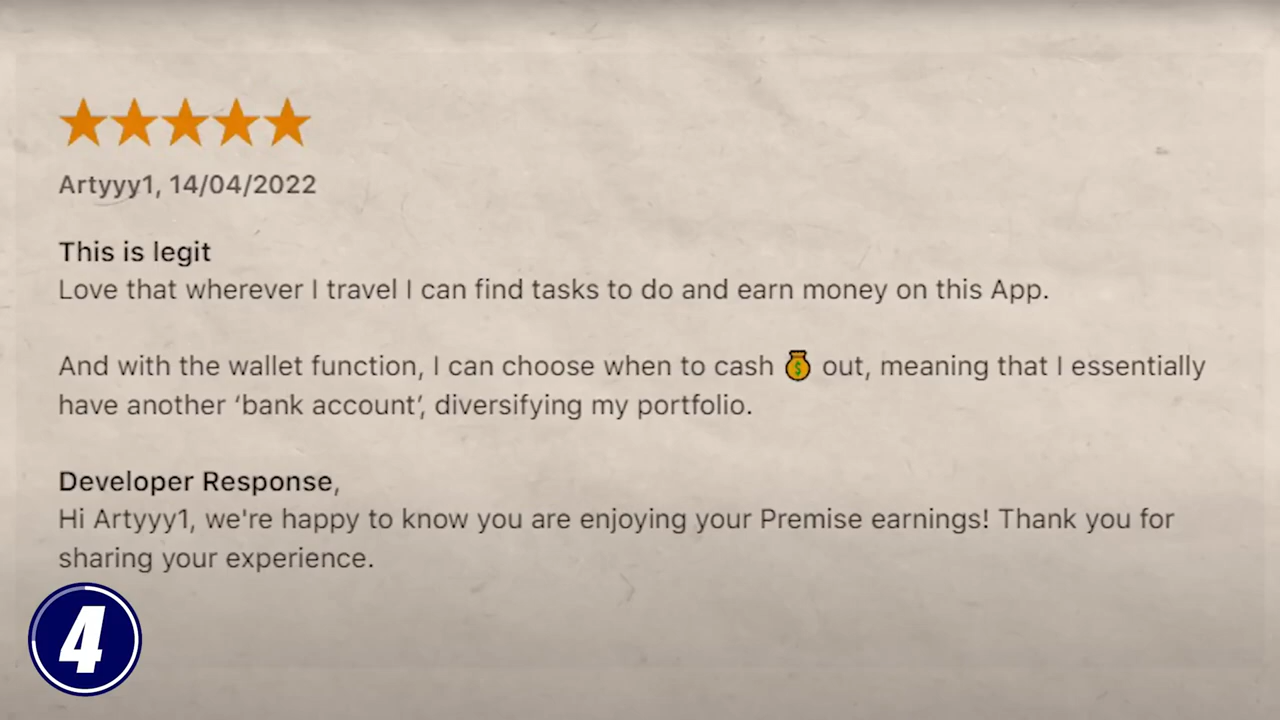 Artyyy1, 14/04/2022
This is legit
Love that wherever I travel I can find tasks to do and earn money on this App.
And with the wallet function, I can choose when to cash 💰 out, meaning that I essentially
have another ‘bank account’, diversifying my portfolio.
Developer Response,
Hi Artyyy1, we're happy to know you are enjoying your Premise earnings! Thank you for
sharing your experience.
4